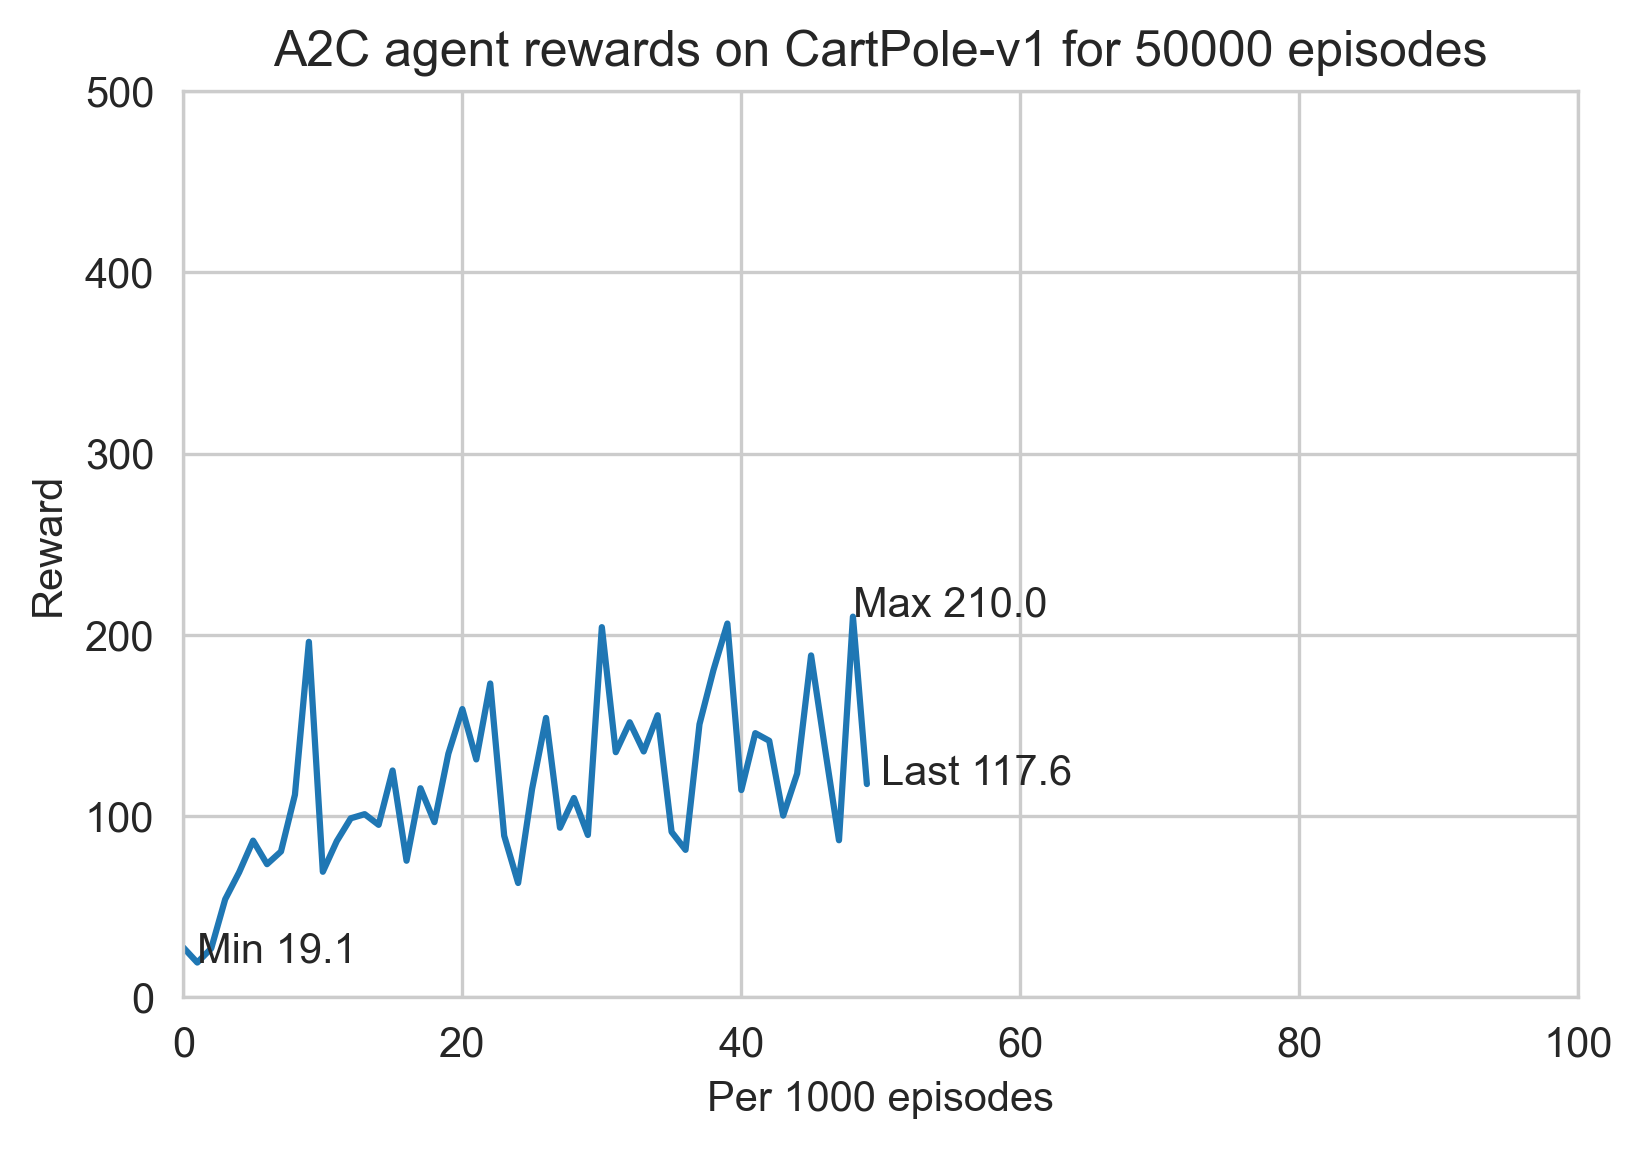 A2C agent rewards on CartPole-v1 for 50000 episodes
500
400
300
200
100
0
Reward
Max 210.0
Last 117.6
Min 19.1
0 20 40 60 80 100
Per 1000 episodes